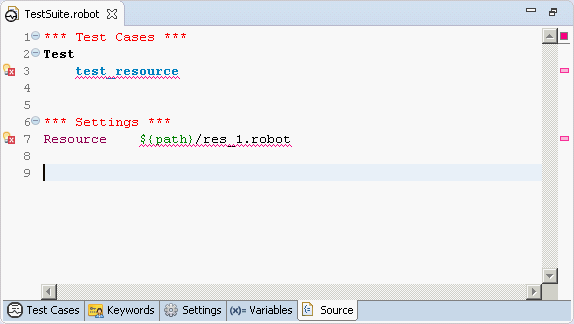 TestSuite.robot
1 *** Test Cases ***
2 Test
3     test_resource
4
5
6 *** Settings ***
7 Resource    ${path}/res_1.robot
8
9
Test Cases Keywords Settings (x)= Variables Source